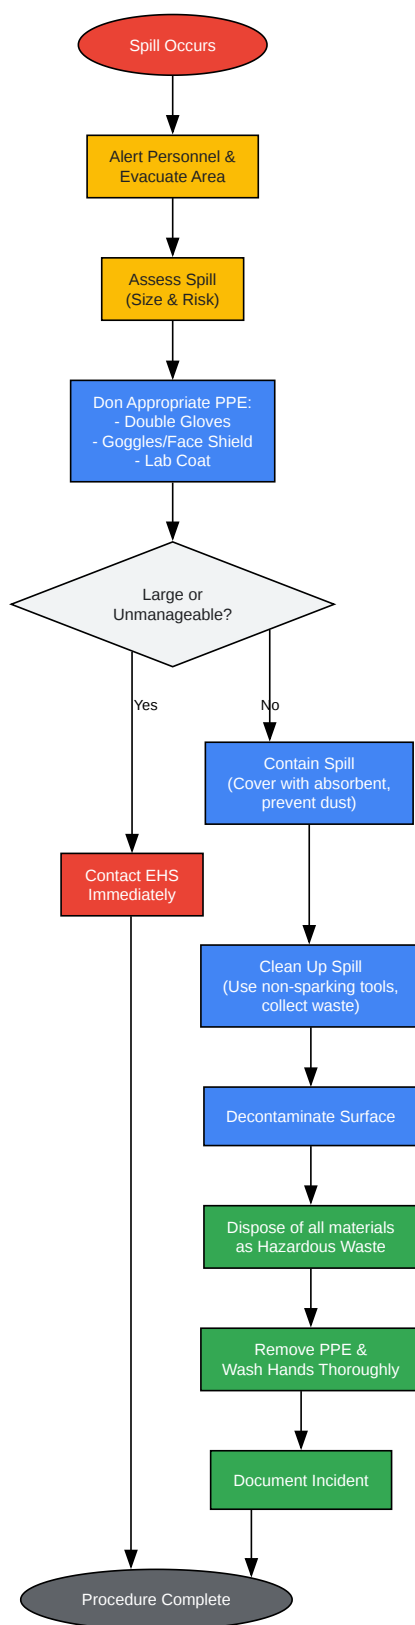 Spill Occurs
Alert Personnel &
Evacuate Area
Assess Spill
(Size & Risk)
Don Appropriate PPE:
- Double Gloves
- Goggles/Face Shield
- Lab Coat
Large or
Unmanageable?
Yes
No
Contain Spill
(Cover with absorbent,
prevent dust)
Contact EHS
Immediately
Clean Up Spill
(Use non-sparking tools,
collect waste)
Decontaminate Surface
Dispose of all materials
as Hazardous Waste
Remove PPE &
Wash Hands Thoroughly
Document Incident
Procedure Complete